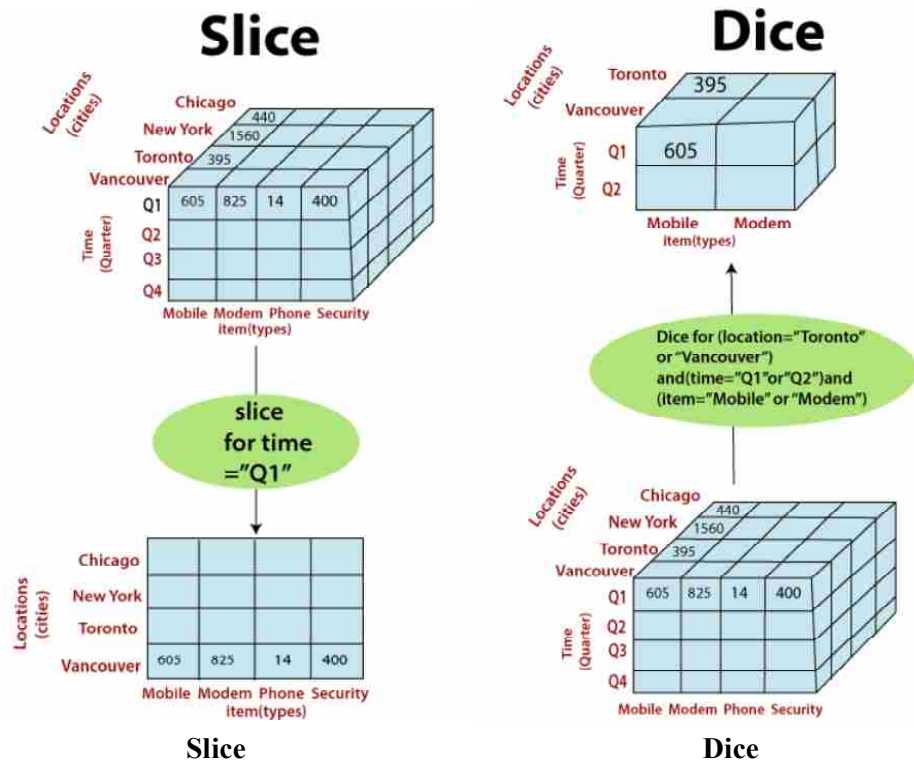 Slice
Locations
(cities)
Chicago
440
New York
1560
Toronto
395
Vancouver
Time
(Quarter)
Q1
605 825 14 400
Q2
Q3
Q4
Mobile Modem Phone Security
item(types)
slice
for time
="Q1"
Locations
(cities)
Chicago
New York
Toronto
Vancouver
605 825 14 400
Mobile Modem Phone Security
item(types)
Slice
Dice
Locations
(cities)
Toronto
395
Vancouver
Time
(Quarter)
Q1
605
Q2
Mobile Modem
item(types)
Dice for (location="Toronto"
or "Vancouver")
and(time="Q1"or"Q2")and
(item="Mobile" or "Modem")
Locations
(cities)
Chicago
440
New York
1560
Toronto
395
Vancouver
Time
(Quarter)
Q1
605 825 14 400
Q2
Q3
Q4
Mobile Modem Phone Security
Dice